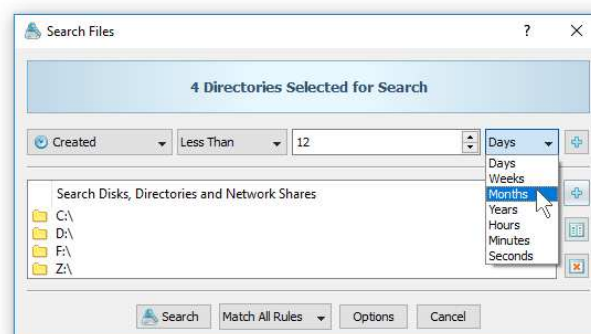 Search Files
4 Directories Selected for Search
Created Less Than 12 Days
Days
Weeks
Months
Years
Hours
Minutes
Seconds
Search Disks, Directories and Network Shares
C:\
D:\
F:\
Z:\
Search Match All Rules Options Cancel